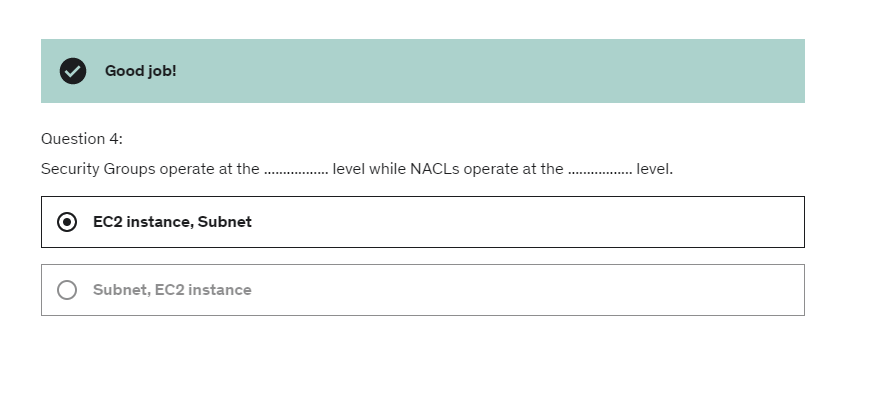 Good job!
Question 4:
Security Groups operate at the ................. level while NACLs operate at the ................. level.
EC2 instance, Subnet
Subnet, EC2 instance